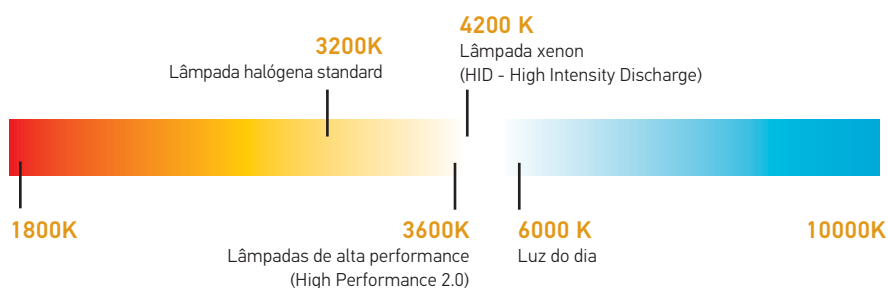 4200 K
3200K
Lâmpada xenon
Lâmpada halógena standard
(HID - High Intensity Discharge)
1800K
3600K
6000 K
10000K
Lâmpadas de alta performance
Luz do dia
(High Performance 2.0)